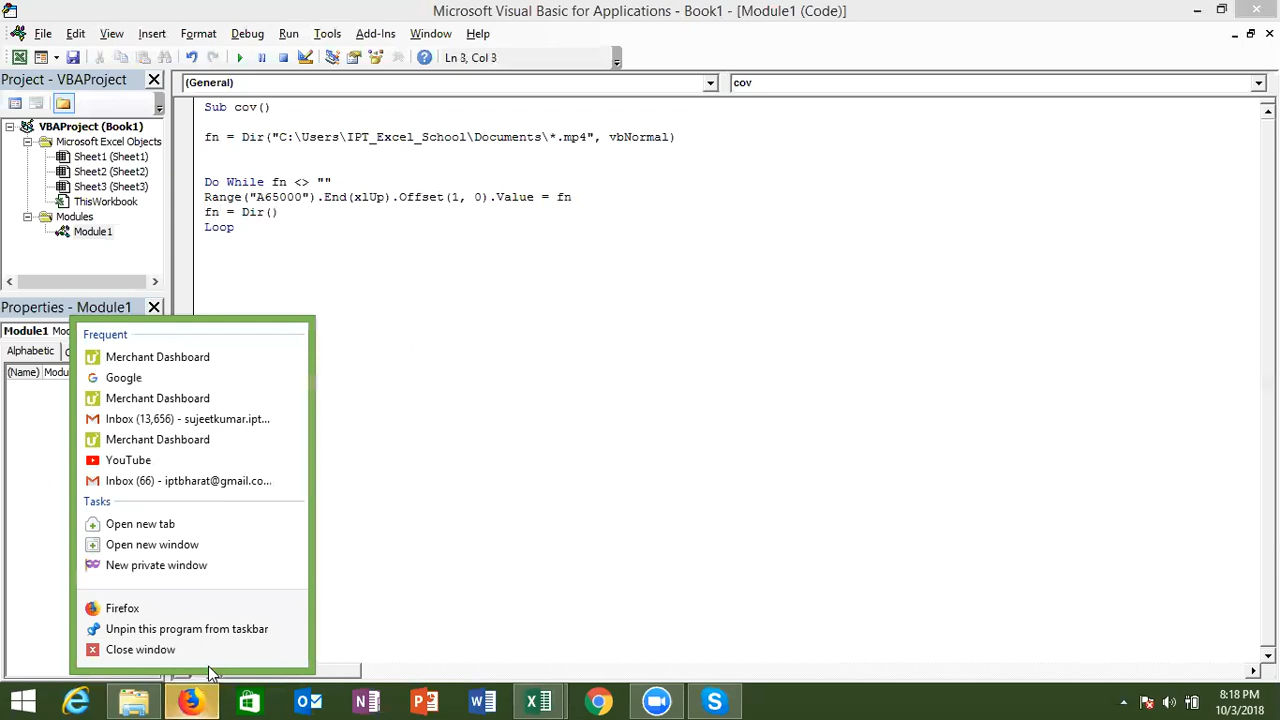 Microsoft Visual Basic for Applications - Book1 - [Module1 (Code)]
File Edit View Insert Format Debug Run Tools Add-Ins Window Help
Ln 3, Col 3
Project - VBAProject
(General)
cov
VBAProject (Book1)
Microsoft Excel Objects
Sheet1 (Sheet1)
Sheet2 (Sheet2)
Sheet3 (Sheet3)
ThisWorkbook
Modules
Module1
Sub cov()
fn = Dir("C:\Users\IPT_Excel_School\Documents\*.mp4", vbNormal)
Do While fn <> ""
Range("A65000").End(xlUp).Offset(1, 0).Value = fn
fn = Dir()
Loop
Properties - Module1
Module1 Mod
Alphabetic
(Name) Modu
Frequent
Merchant Dashboard
Google
Merchant Dashboard
Inbox (13,656) - sujeetkumar.ipt...
Merchant Dashboard
YouTube
Inbox (66) - iptbharat@gmail.co...
Tasks
Open new tab
Open new window
New private window
Firefox
Unpin this program from taskbar
Close window
8:18 PM
10/3/2018